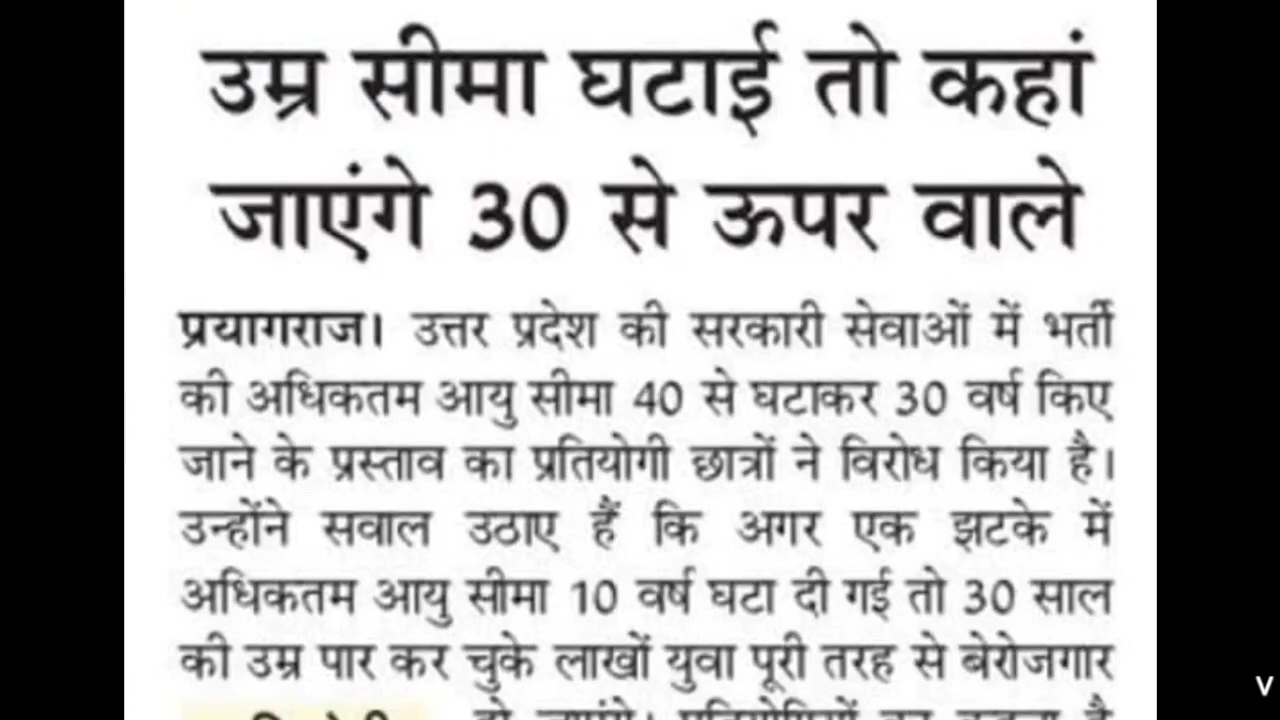 उम्र सीमा घटाई तो कहां
जाएंगे 30 से ऊपर वाले
प्रयागराज। उत्तर प्रदेश की सरकारी सेवाओं में भर्ती
की अधिकतम आयु सीमा 40 से घटाकर 30 वर्ष किए
जाने के प्रस्ताव का प्रतियोगी छात्रों ने विरोध किया है।
उन्होंने सवाल उठाए हैं कि अगर एक झटके में
अधिकतम आयु सीमा 10 वर्ष घटा दी गई तो 30 साल
की उम्र पार कर चुके लाखों युवा पूरी तरह से बेरोजगार
V